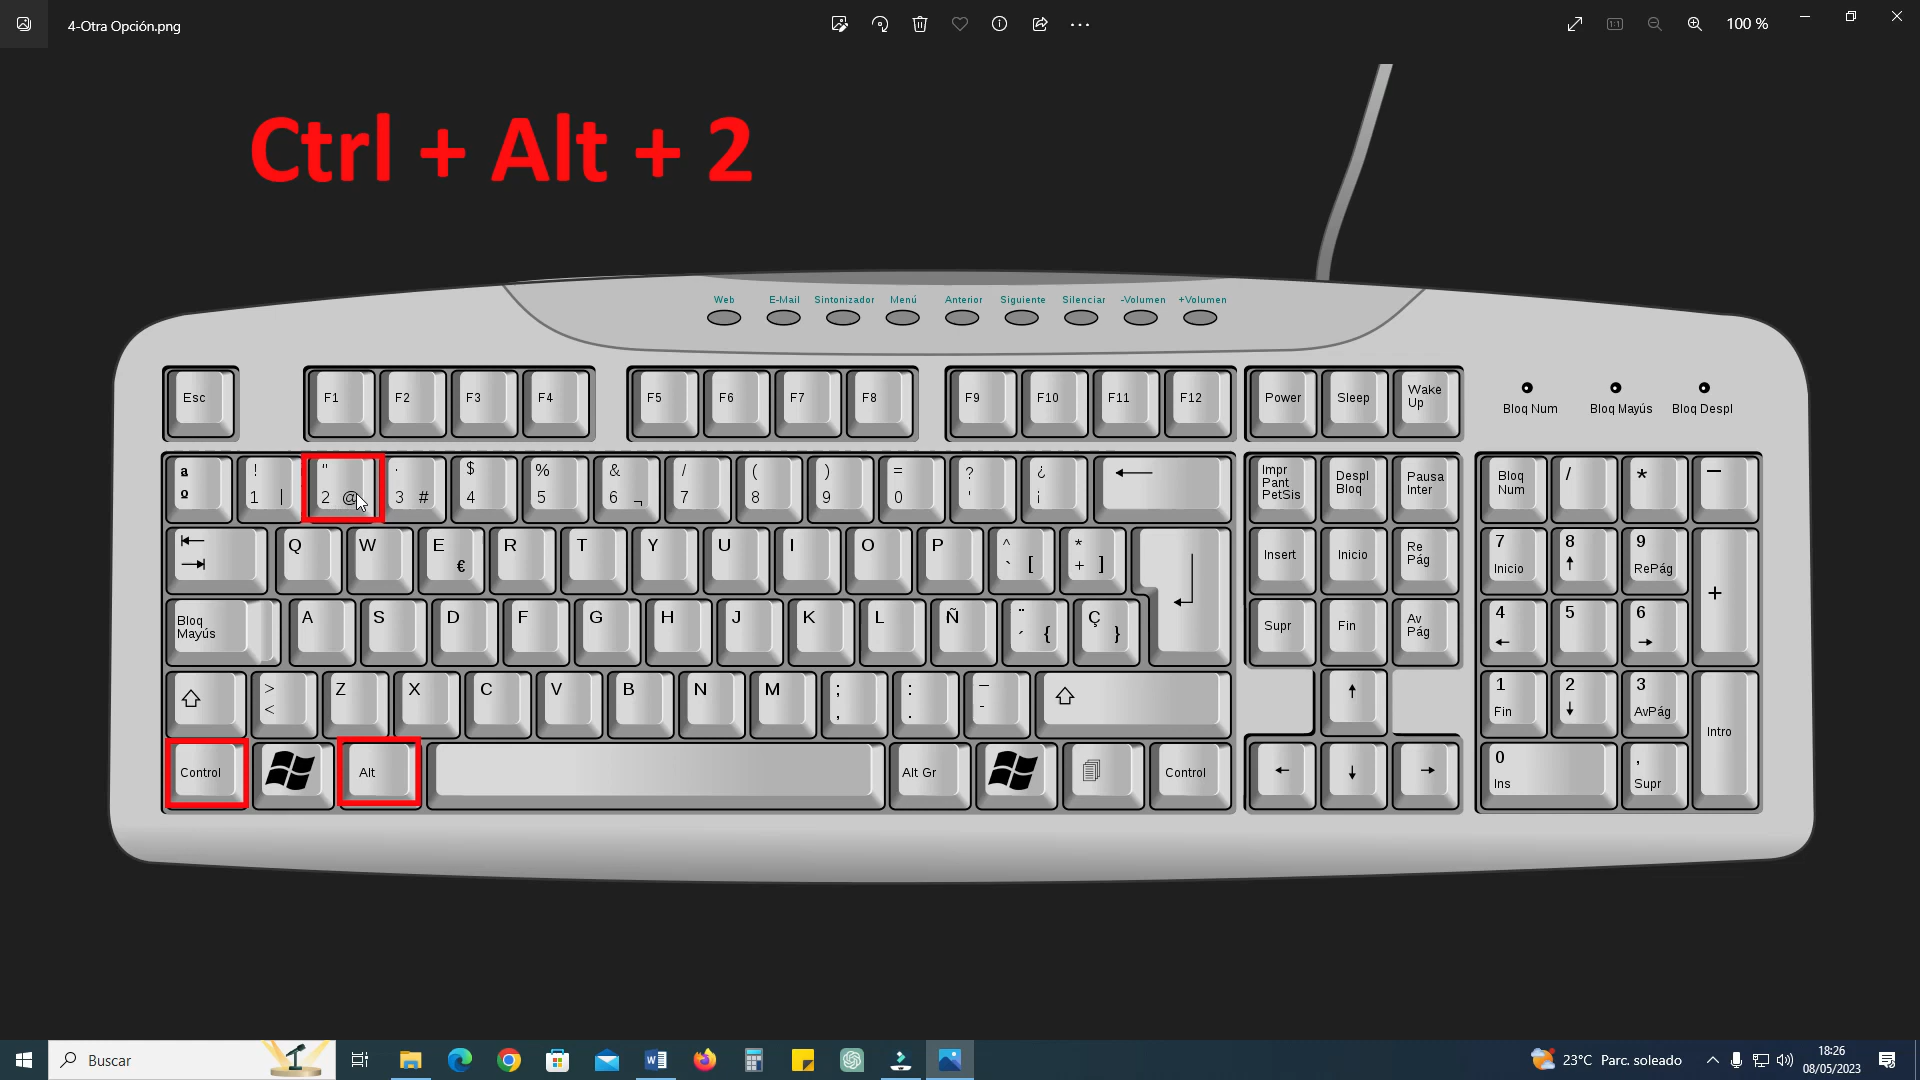 4-Otra Opción.png
100 %
Ctrl + Alt + 2
Web E-Mail Sintonizador Menú Anterior Siguiente Silenciar -Volumen +Volumen
Esc F1 F2 F3 F4 F5 F6 F7 F8 F9 F10 F11 F12 Power Sleep Wake Up
Bloq Num Bloq Mayús Bloq Despl
a ! " · $ % & / ( ) = ? ¿
º 1 | 2 @ 3 # 4 5 6 ¬ 7 8 9 0 ' ¡
Impr Pant PetSis Despl Bloq Pausa Inter
Bloq Num / * −
Q W E € R T Y U I O P ^ ` [ * + ]
Insert Inicio Re Pág
7 Inicio 8 ↑ 9 RePág +
Bloq Mayús A S D F G H J K L Ñ ¨ ´ { Ç }
Supr Fin Av Pág
4 ← 5 6 →
> < Z X C V B N M ; , : . _ -
↑
1 Fin 2 ↓ 3 AvPág Intro
Control Alt Alt Gr Control
← ↓ →
0 Ins , Supr
Buscar
23°C Parc. soleado
18:26
08/05/2023